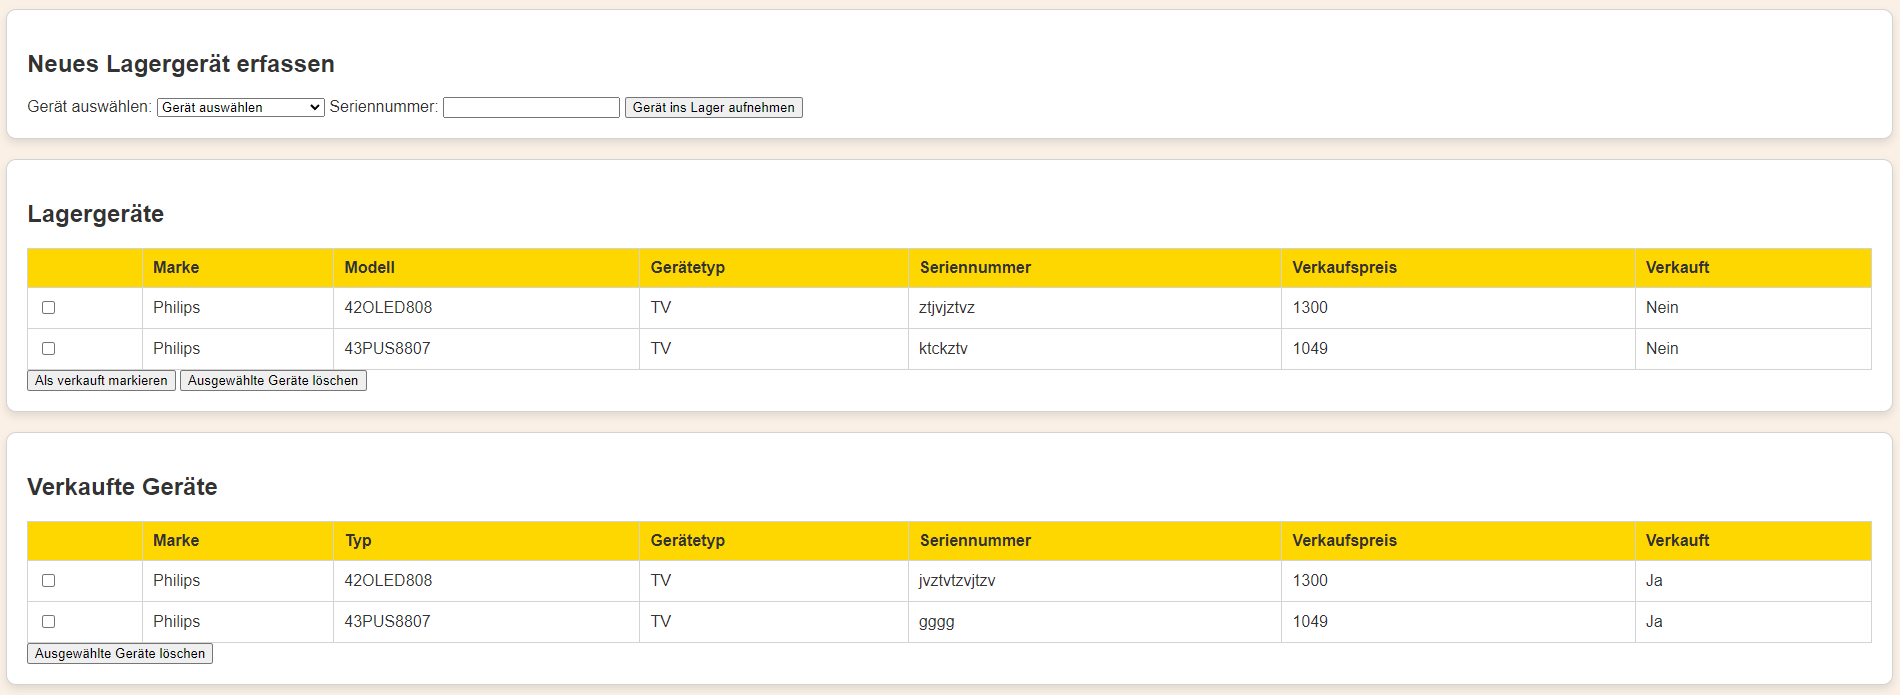 Neues Lagergerät erfassen
Gerät auswählen: Gerät auswählen Seriennummer: Gerät ins Lager aufnehmen
Lagergeräte
Marke Modell Gerätetyp Seriennummer Verkaufspreis Verkauft
Philips 42OLED808 TV ztjvjztvz 1300 Nein
Philips 43PUS8807 TV ktckztv 1049 Nein
Als verkauft markieren Ausgewählte Geräte löschen
Verkaufte Geräte
Marke Typ Gerätetyp Seriennummer Verkaufspreis Verkauft
Philips 42OLED808 TV jvztvtzvjtzv 1300 Ja
Philips 43PUS8807 TV gggg 1049 Ja
Ausgewählte Geräte löschen